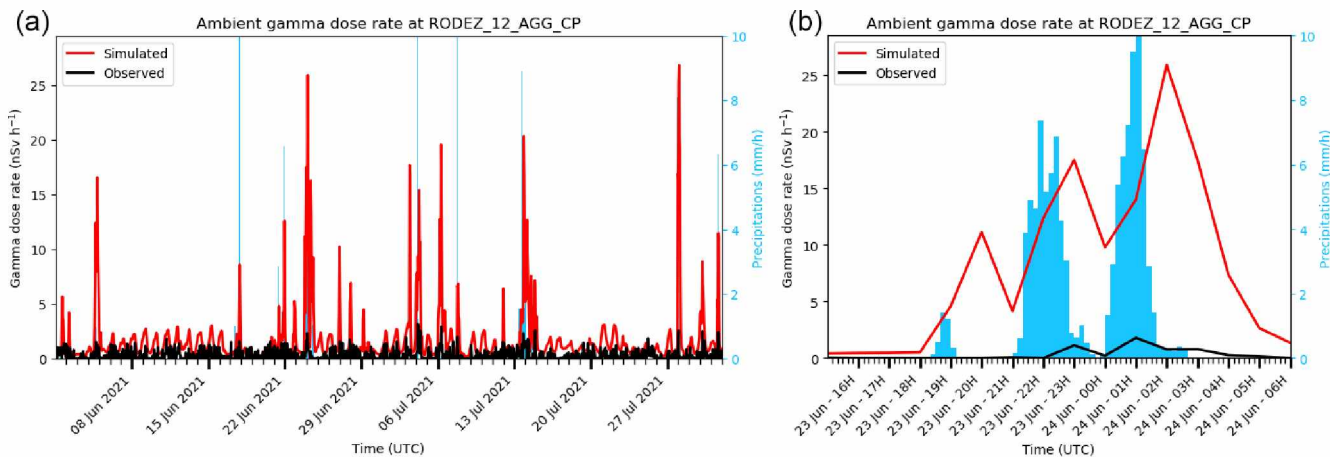 (a)
Ambient gamma dose rate at RODEZ_12_AGG_CP
Simulated
Observed
Gamma dose rate (nSv h−1)
25
20
15
10
5
0
10
8
6
4
2
0
Precipitations (mm/h)
08 Jun 2021
15 Jun 2021
22 Jun 2021
29 Jun 2021
06 Jul 2021
13 Jul 2021
20 Jul 2021
27 Jul 2021
Time (UTC)
(b)
Ambient gamma dose rate at RODEZ_12_AGG_CP
Simulated
Observed
Gamma dose rate (nSv h−1)
25
20
15
10
5
0
10
8
6
4
2
0
Precipitations (mm/h)
23 Jun - 16H
23 Jun - 17H
23 Jun - 18H
23 Jun - 19H
23 Jun - 20H
23 Jun - 21H
23 Jun - 22H
23 Jun - 23H
24 Jun - 00H
24 Jun - 01H
24 Jun - 02H
24 Jun - 03H
24 Jun - 04H
24 Jun - 05H
24 Jun - 06H
Time (UTC)